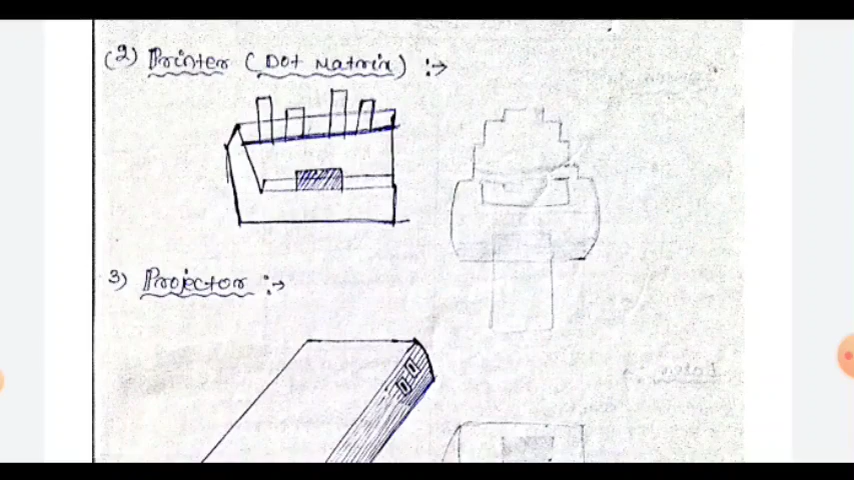 (2) Printer (Dot Matrix) :→
3) Projector :→